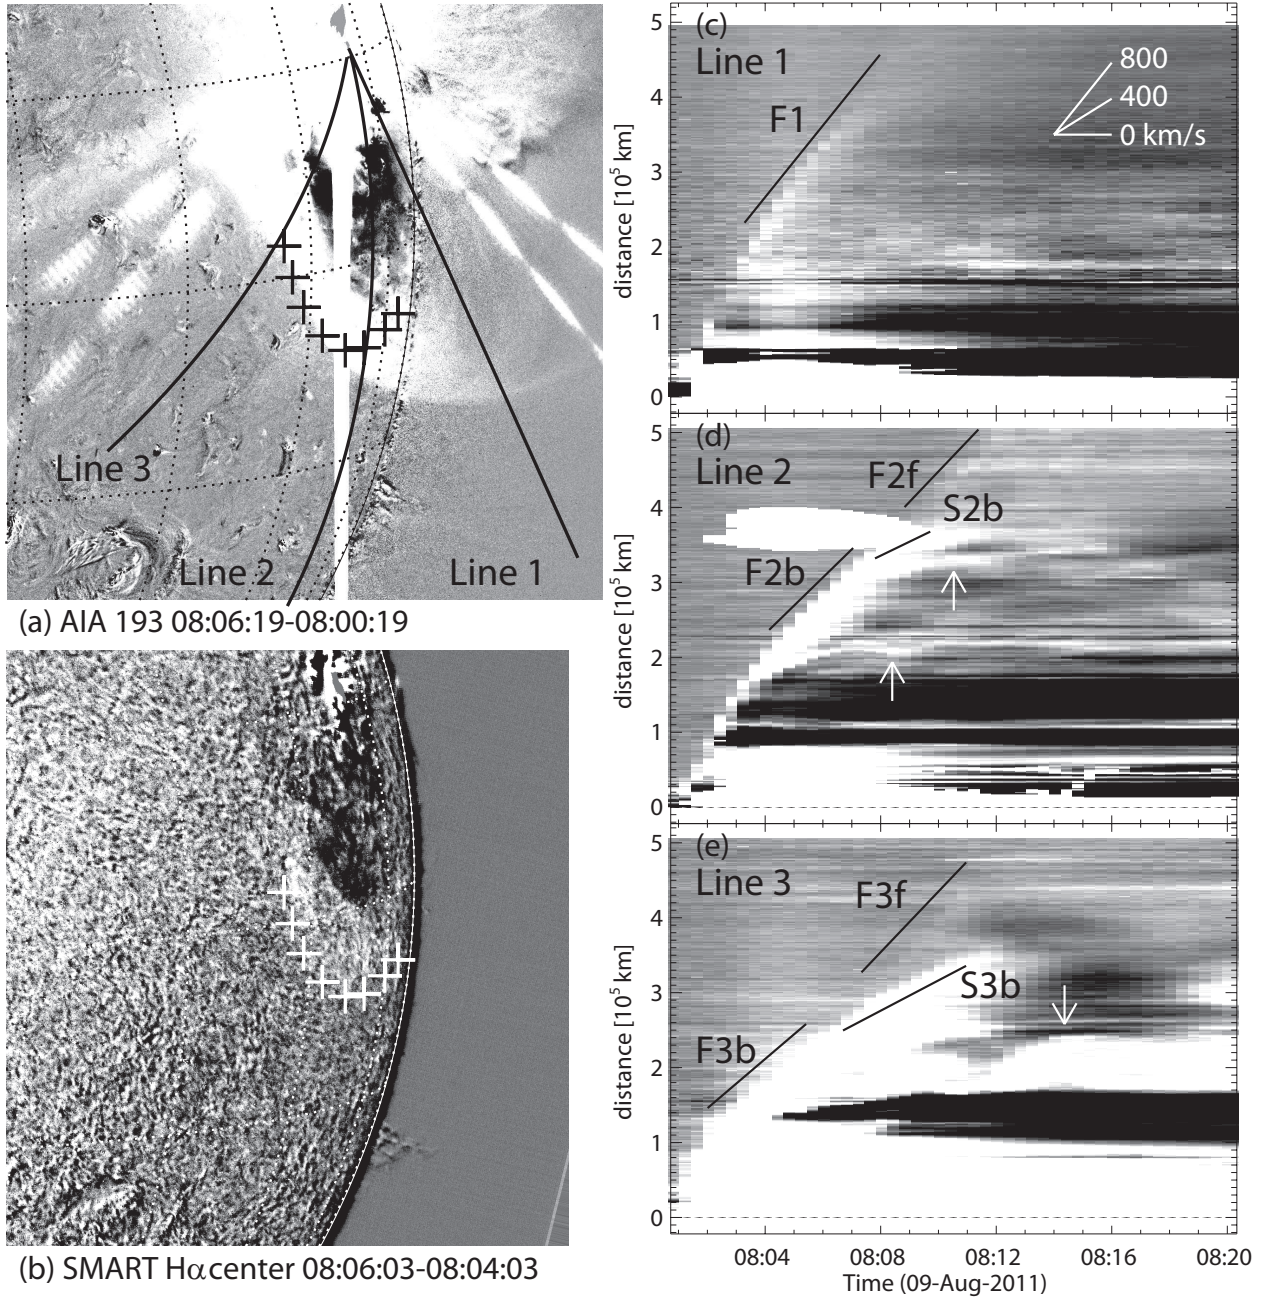 Line 3
Line 2
Line 1
(a) AIA 193 08:06:19-08:00:19
(b) SMART Hαcenter 08:06:03-08:04:03
(c)
Line 1
F1
800
400
0 km/s
5
4
3
2
1
0
distance [10⁵ km]
(d)
Line 2
F2f
S2b
F2b
5
4
3
2
1
0
distance [10⁵ km]
(e)
Line 3
F3f
S3b
F3b
5
4
3
2
1
0
distance [10⁵ km]
08:04 08:08 08:12 08:16 08:20
Time (09-Aug-2011)